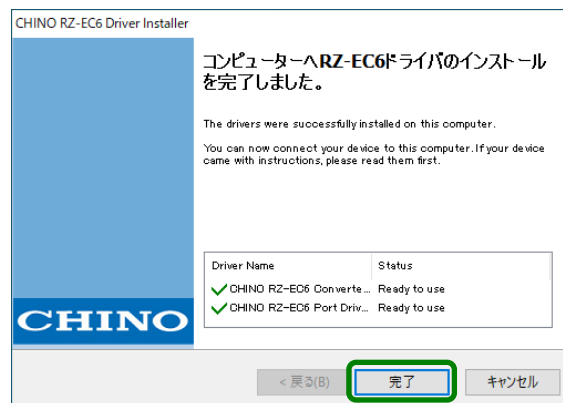 CHINO RZ-EC6 Driver Installer
コンピューターへRZ-EC6ドライバのインストール
を完了しました。
The drivers were successfully installed on this computer.
You can now connect your device to this computer. If your device
came with instructions, please read them first.
Driver Name Status
CHINO RZ-EC6 Converte... Ready to use
CHINO RZ-EC6 Port Driv... Ready to use
CHINO
< 戻る(B) 完了 キャンセル